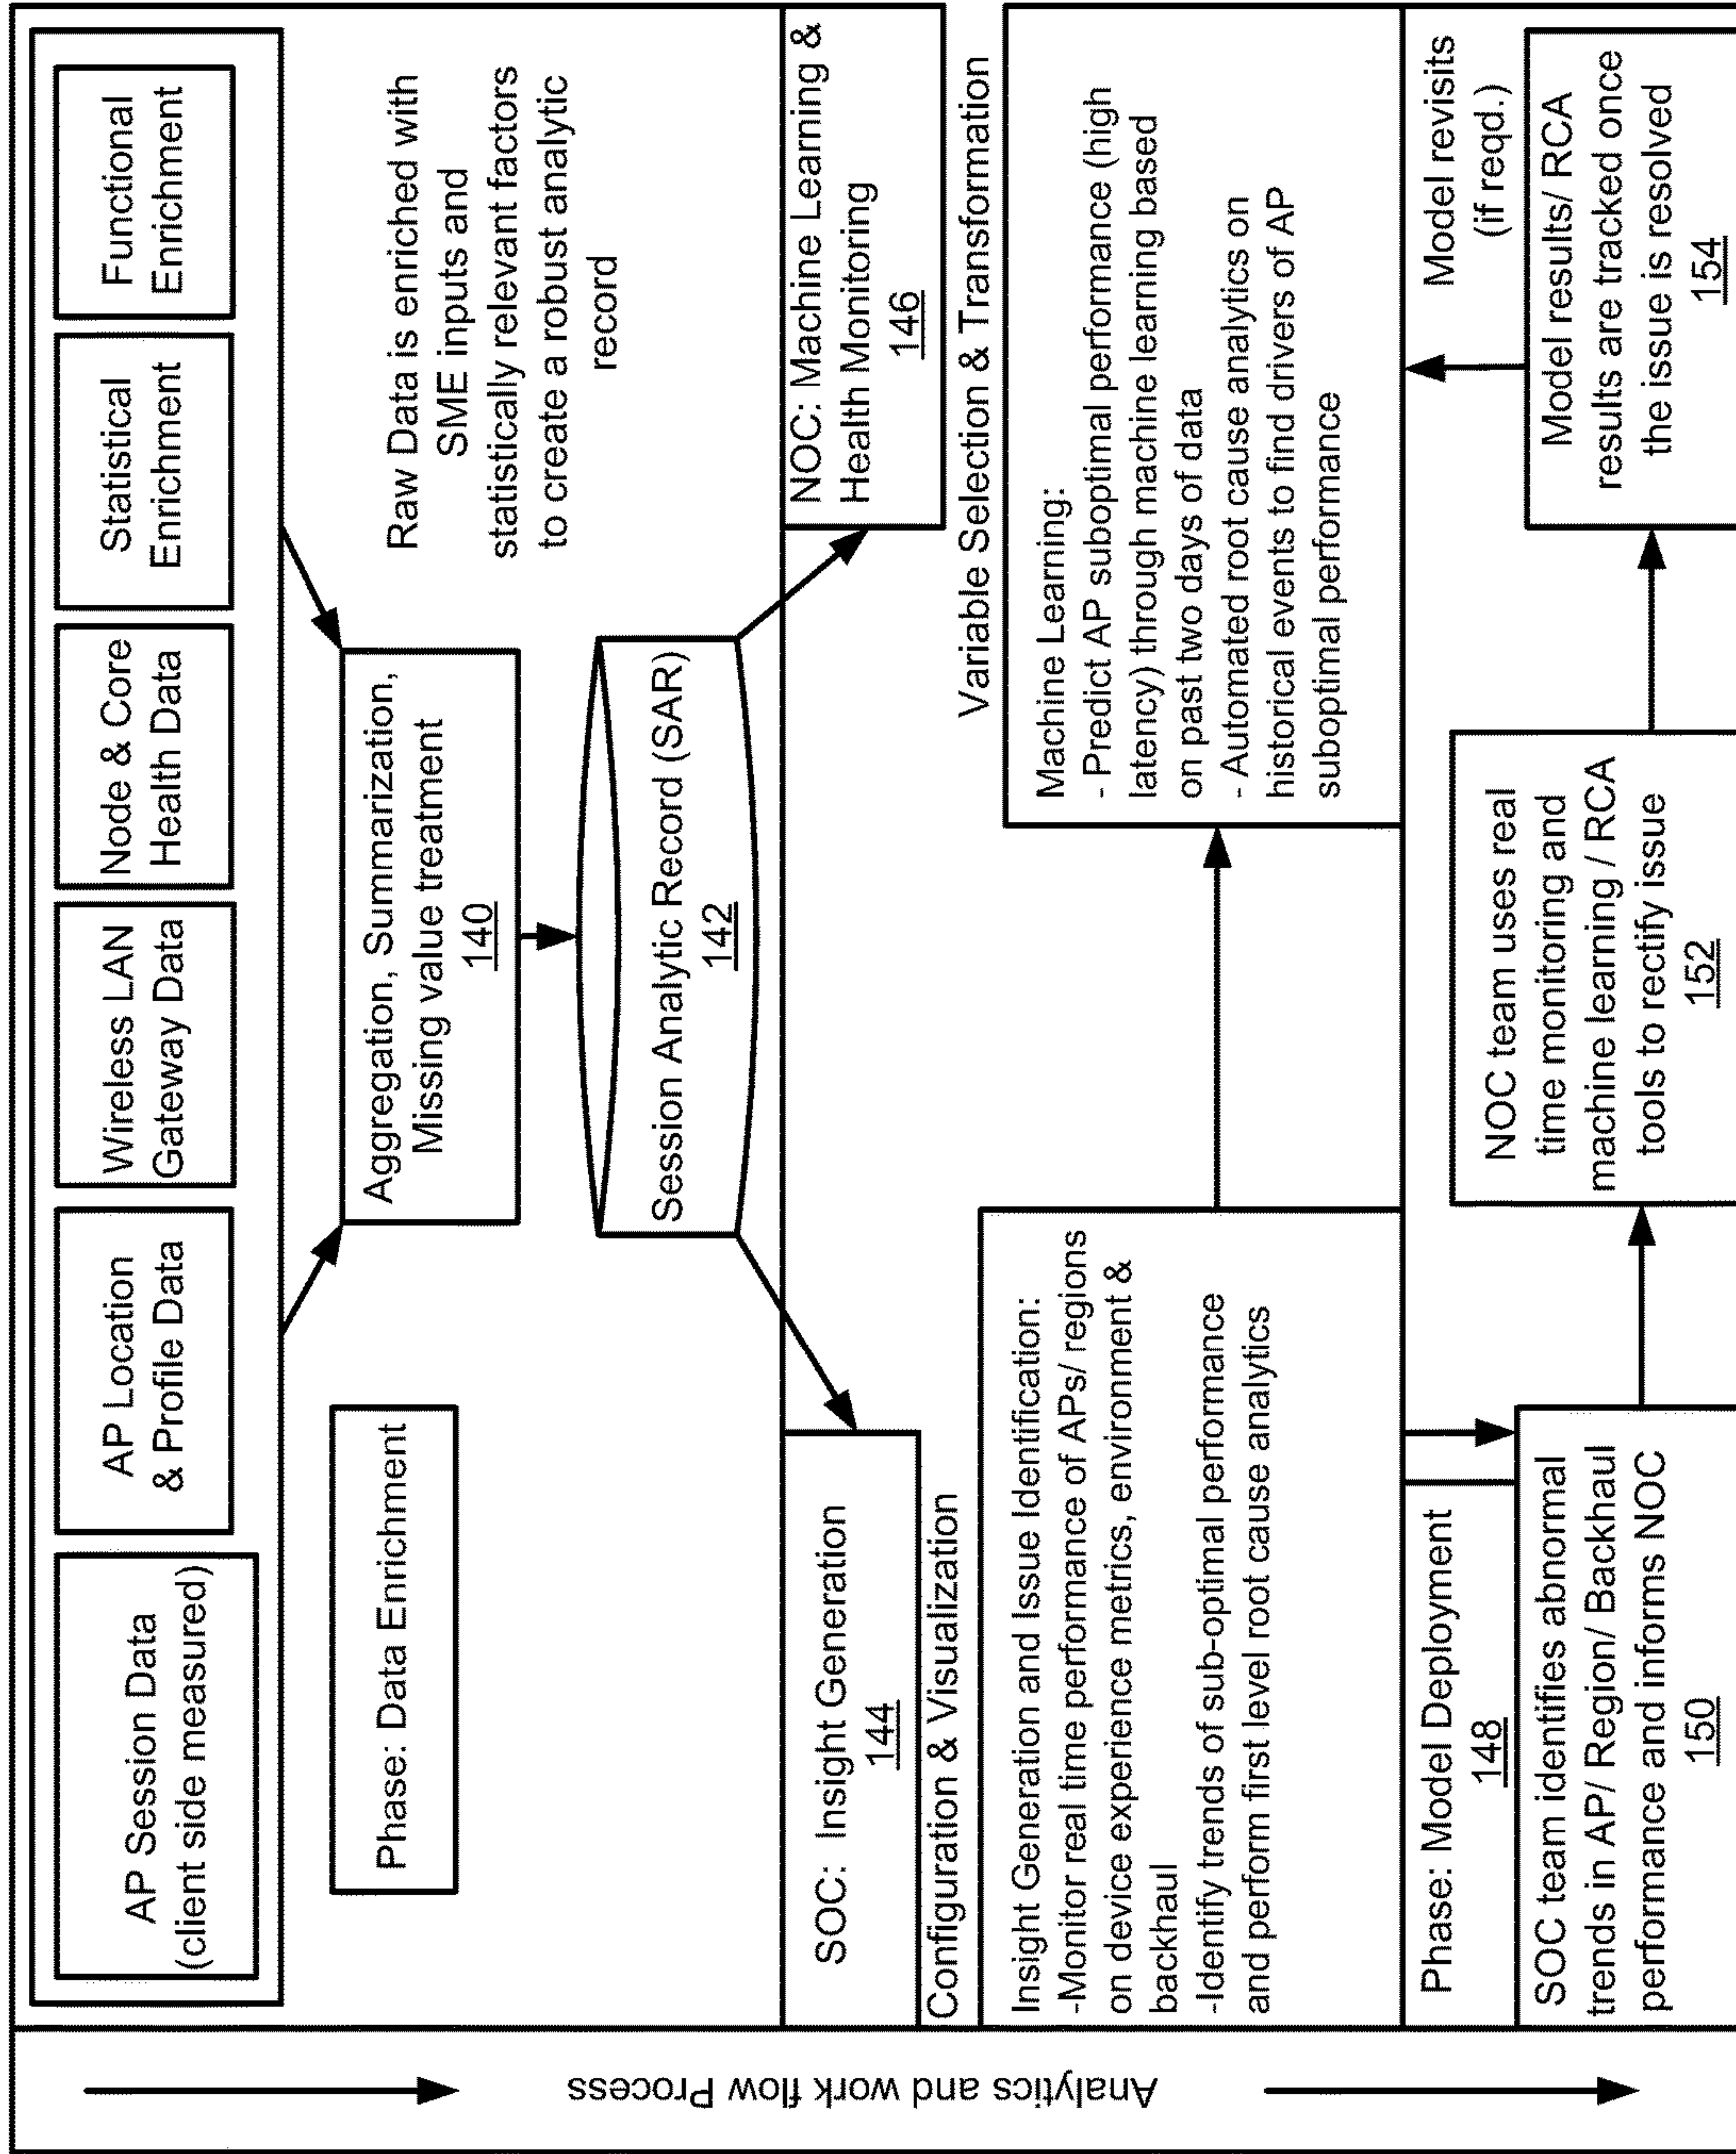 Analytics and work flow Process
AP Session Data
(client side measured)
AP Location
& Profile Data
Wireless LAN
Gateway Data
Node & Core
Health Data
Statistical
Enrichment
Functional
Enrichment
Phase: Data Enrichment
Aggregation, Summarization,
Missing value treatment
140
Raw Data is enriched with
SME inputs and
statistically relevant factors
to create a robust analytic
record
Session Analytic Record (SAR)
142
SOC: Insight Generation
144
NOC: Machine Learning &
Health Monitoring
146
Configuration & Visualization
Variable Selection & Transformation
Insight Generation and Issue Identification:
-Monitor real time performance of APs/ regions
on device experience metrics, environment &
backhaul
-Identify trends of sub-optimal performance
and perform first level root cause analytics
Machine Learning:
- Predict AP suboptimal performance (high
latency) through machine learning based
on past two days of data
- Automated root cause analytics on
historical events to find drivers of AP
suboptimal performance
Phase: Model Deployment
148
SOC team identifies abnormal
trends in AP/ Region/ Backhaul
performance and informs NOC
150
NOC team uses real
time monitoring and
machine learning / RCA
tools to rectify issue
152
Model revisits
(if reqd.)
Model results/ RCA
results are tracked once
the issue is resolved
154